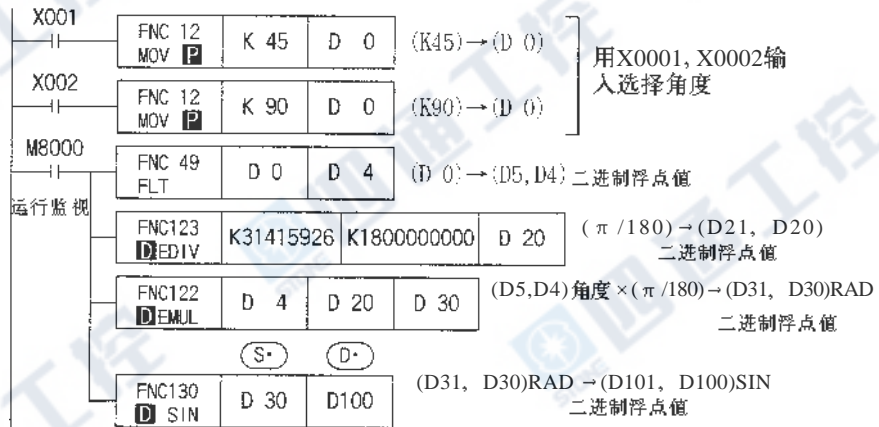 X001
FNC 12
MOV P
K 45
D 0
(K45)→(D 0)
用X0001, X0002输
入选择角度
X002
FNC 12
MOV P
K 90
D 0
(K90)→(D 0)
M8000
FNC 49
FLT
D 0
D 4
(D 0)→(D5,D4) 二进制浮点值
运行监视
FNC123
D EDIV
K31415926
K1800000000
D 20
(π/180)→(D21, D20)
二进制浮点值
FNC122
D EMUL
D 4
D 20
D 30
(D5,D4)角度×(π/180)→(D31, D30)RAD
二进制浮点值
S·
D·
FNC130
D SIN
D 30
D100
(D31, D30)RAD→(D101, D100)SIN
二进制浮点值
四通工控